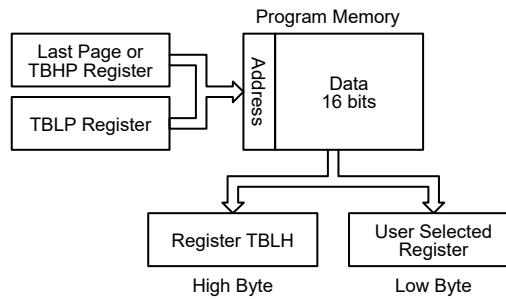 Program Memory
Last Page or
TBHP Register
TBLP Register
Address
Data
16 bits
Register TBLH
User Selected
Register
High Byte
Low Byte